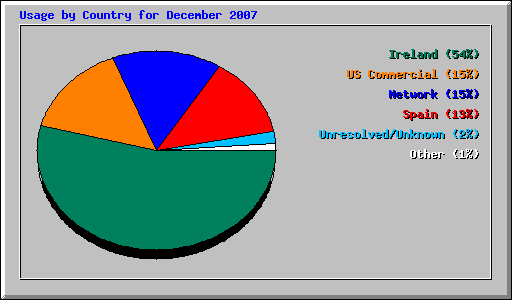 Usage by Country for December 2007
Ireland (54%)
US Commercial (15%)
Network (15%)
Spain (13%)
Unresolved/Unknown (2%)
Other (1%)